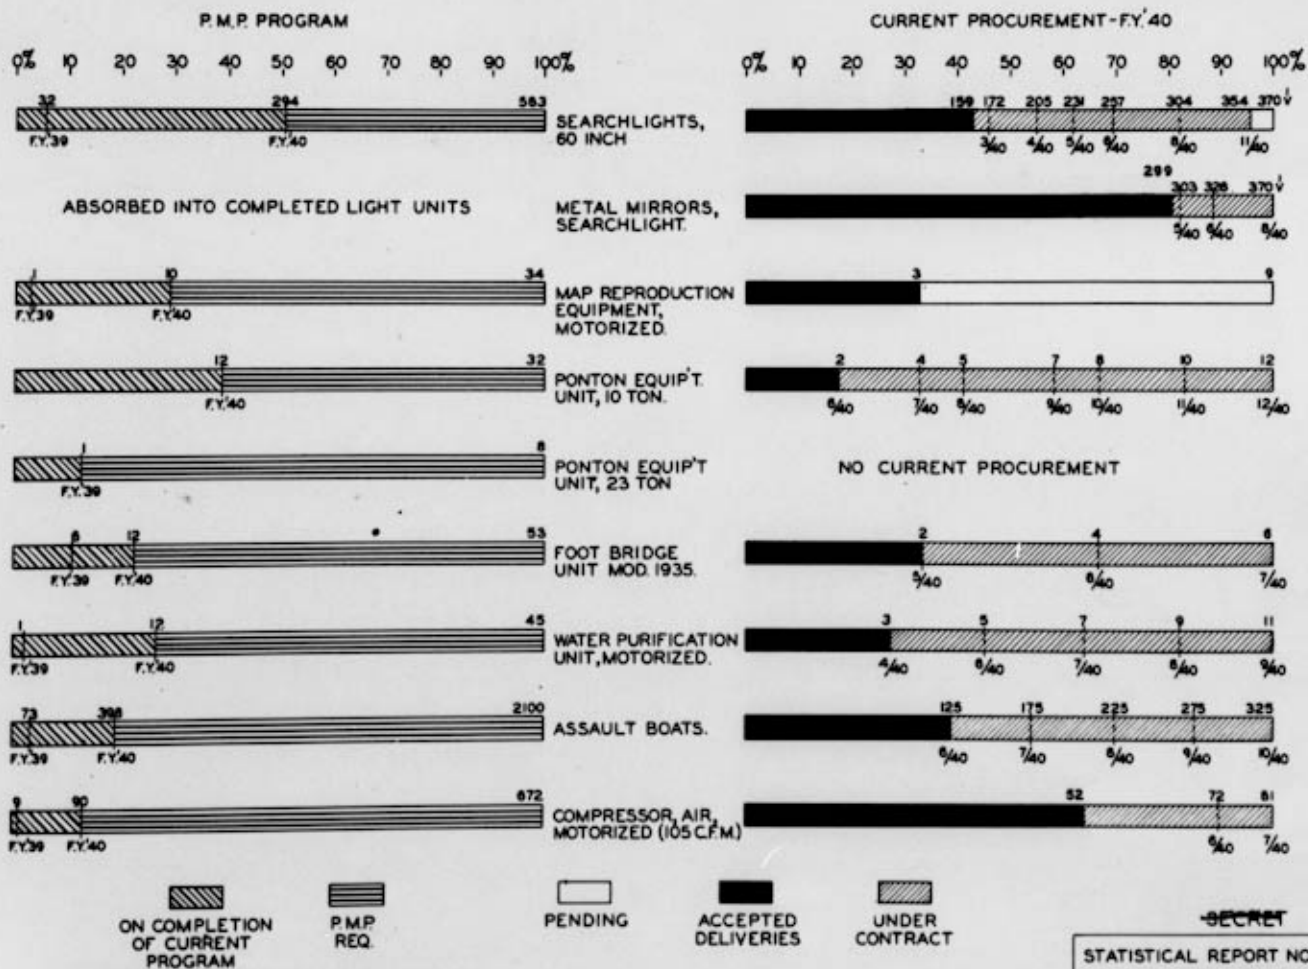 P.M.P. PROGRAM
CURRENT PROCUREMENT-F.Y.'40
0% 10 20 30 40 50 60 70 80 90 100%
0% 10 20 30 40 50 60 70 80 90 100%
32 294 583
F.Y.'39 F.Y.'40
SEARCHLIGHTS,
60 INCH
159 172 205 231 257 304 354 370 1/
3/40 4/40 5/40 6/40 8/40 11/40
ABSORBED INTO COMPLETED LIGHT UNITS
METAL MIRRORS,
SEARCHLIGHT.
299 303 326 370 1/
5/40 6/40 8/40
1 10 34
F.Y.'39 F.Y.'40
MAP REPRODUCTION
EQUIPMENT,
MOTORIZED.
3 9
12 32
F.Y.'40
PONTON EQUIP'T.
UNIT, 10 TON.
2 4 5 7 8 10 12
6/40 7/40 8/40 9/40 10/40 11/40 12/40
1 8
F.Y.'39
PONTON EQUIP'T
UNIT, 23 TON
NO CURRENT PROCUREMENT
6 12 53
F.Y.'39 F.Y.'40
FOOT BRIDGE
UNIT MOD. 1935.
2 4 6
5/40 6/40 7/40
1 12 45
F.Y.'39 F.Y.'40
WATER PURIFICATION
UNIT, MOTORIZED.
3 5 7 9 11
4/40 6/40 7/40 8/40 9/40
73 398 2100
F.Y.'39 F.Y.'40
ASSAULT BOATS.
125 175 225 275 325
6/40 7/40 8/40 9/40 10/40
9 90 672
F.Y.'39 F.Y.'40
COMPRESSOR, AIR,
MOTORIZED (105 C.F.M.)
52 72 81
6/40 7/40
ON COMPLETION
OF CURRENT
PROGRAM
P.M.P.
REQ.
PENDING
ACCEPTED
DELIVERIES
UNDER
CONTRACT
SECRET
STATISTICAL REPORT NO